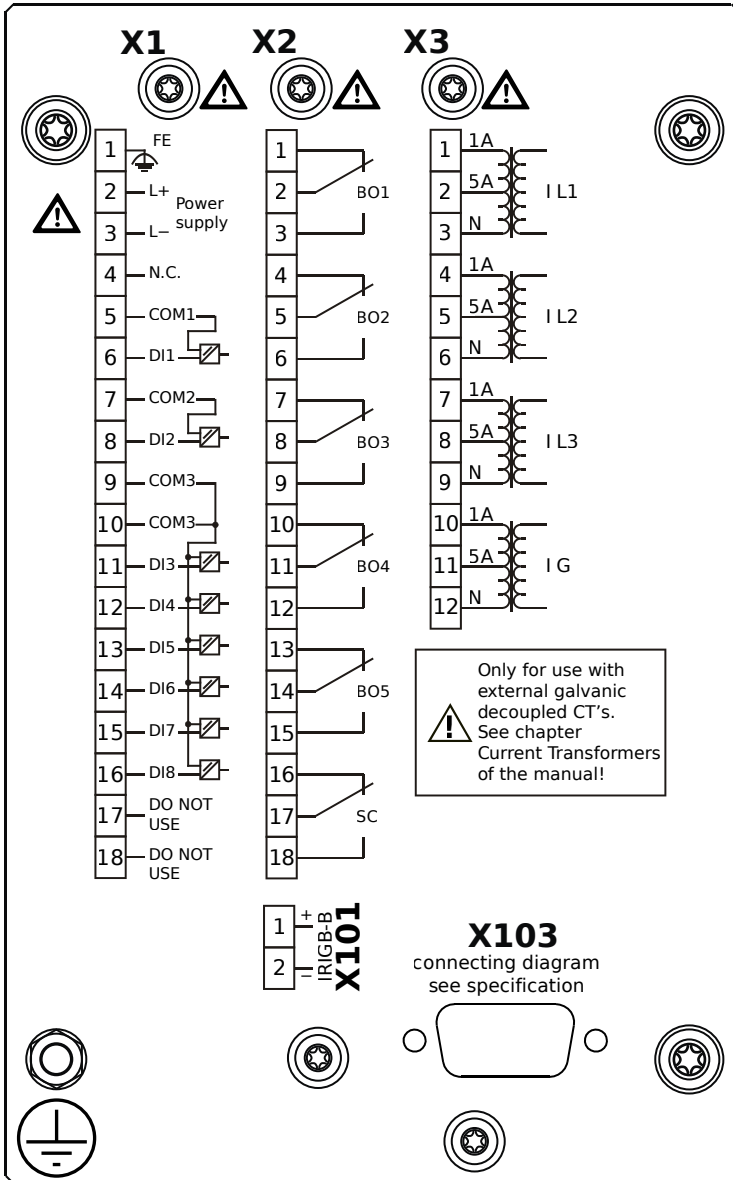 X1
X2
X3
1 FE
2 L+
Power
supply
3 L−
4 N.C.
5 COM1
6 DI1
7 COM2
8 DI2
9 COM3
10 COM3
11 DI3
12 DI4
13 DI5
14 DI6
15 DI7
16 DI8
17 DO NOT
USE
18 DO NOT
USE
1
2 BO1
3
4
5 BO2
6
7
8 BO3
9
10
11 BO4
12
13
14 BO5
15
16
17 SC
18
1 1A
2 5A I L1
3 N
4 1A
5 5A I L2
6 N
7 1A
8 5A I L3
9 N
10 1A
11 5A I G
12 N
Only for use with
external galvanic
decoupled CT’s.
See chapter
Current Transformers
of the manual!
1 +
2 −
IRIGB-B
X101
X103
connecting diagram
see specification